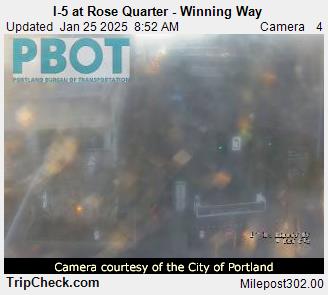 I-5 at Rose Quarter - Winning Way
Updated Jan 25 2025 8:52 AM Camera 4
PBOT
PORTLAND BUREAU OF TRANSPORTATION
Camera courtesy of the City of Portland
TripCheck.com Milepost302.00